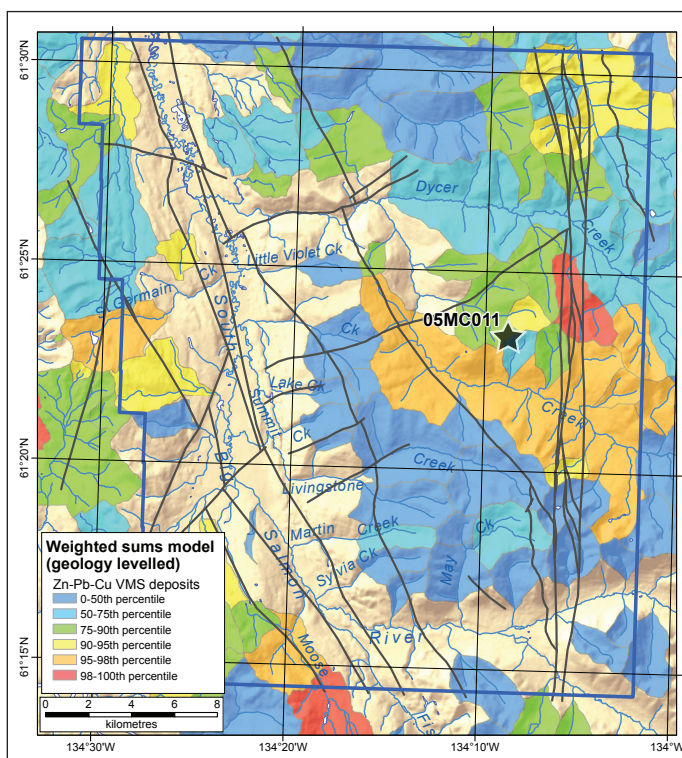 61°30'N
61°25'N
61°20'N
61°15'N
Dycer
Creek
Little Violet Ck
Ck
St Germain
South
05MC011
Ck
Lake Ck
Summit
Creek
Ck
Creek
Big
Livingstone
Martin Creek
Ck
Sylvia Ck
May
Salmon
River
Moose
Weighted sums model
(geology levelled)
Zn-Pb-Cu VMS deposits
0-50th percentile
50-75th percentile
75-90th percentile
90-95th percentile
95-98th percentile
98-100th percentile
0 2 4 6 8
kilometres
134°30'W
134°20'W
134°10'W
134°W